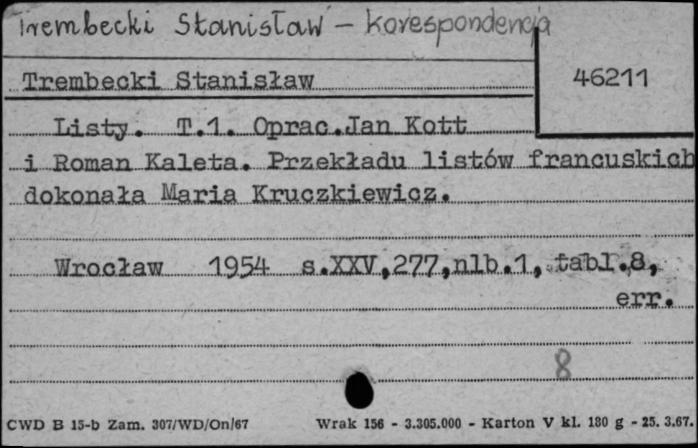 Trembecki Stanisław - Korespondencja
Trembecki Stanisław
46211
Listy. T.1. Oprac.Jan Kott
i Roman Kaleta. Przekładu listów francuskich
dokonała Maria Kruczkiewicz.
Wrocław 1954 s.XXV,277,nlb.1, tabl.8,
err.
8
CWD B 15-b Zam. 307/WD/On/67 Wrak 156 - 3.305.000 - Karton V kl. 180 g - 25. 3.67.